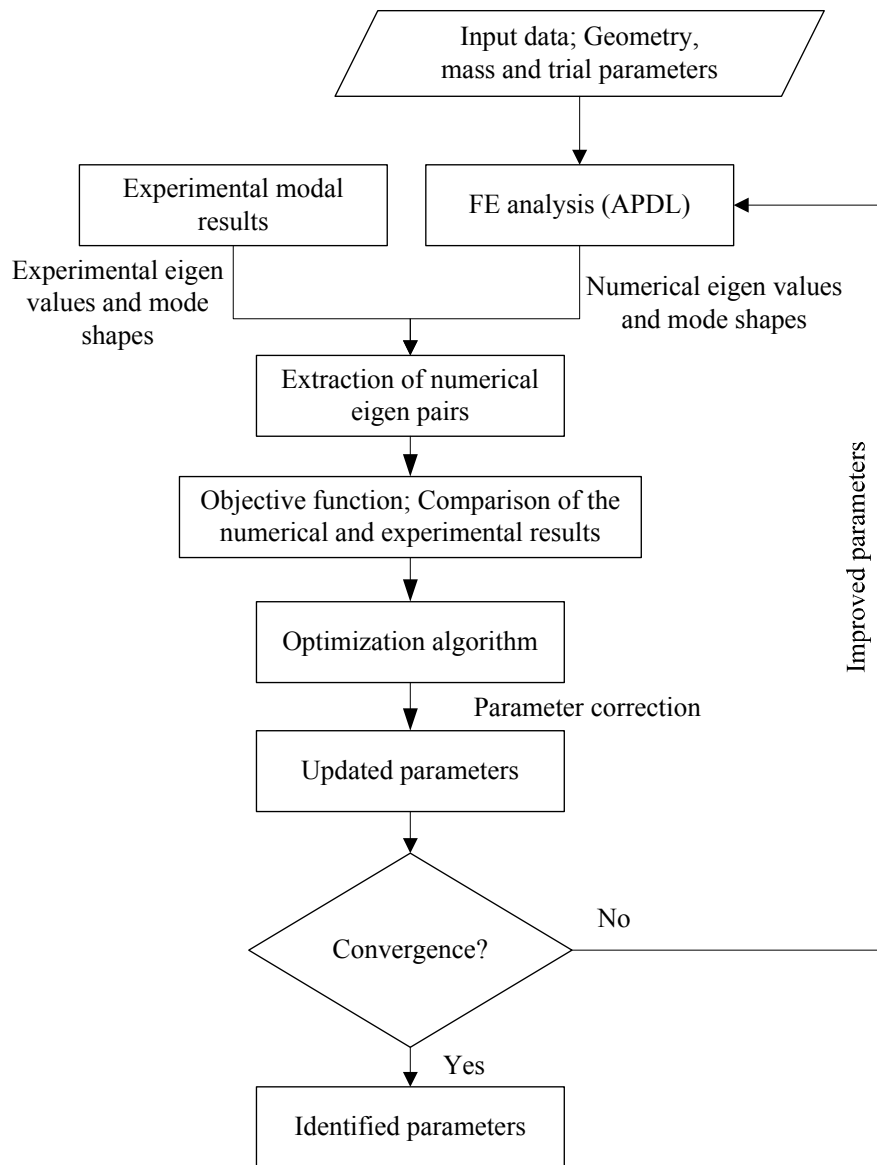 Input data; Geometry,
mass and trial parameters
Experimental modal
results
FE analysis (APDL)
Experimental eigen
values and mode
shapes
Numerical eigen values
and mode shapes
Extraction of numerical
eigen pairs
Objective function; Comparison of the
numerical and experimental results
Optimization algorithm
Parameter correction
Updated parameters
Improved parameters
Convergence?
No
Yes
Identified parameters